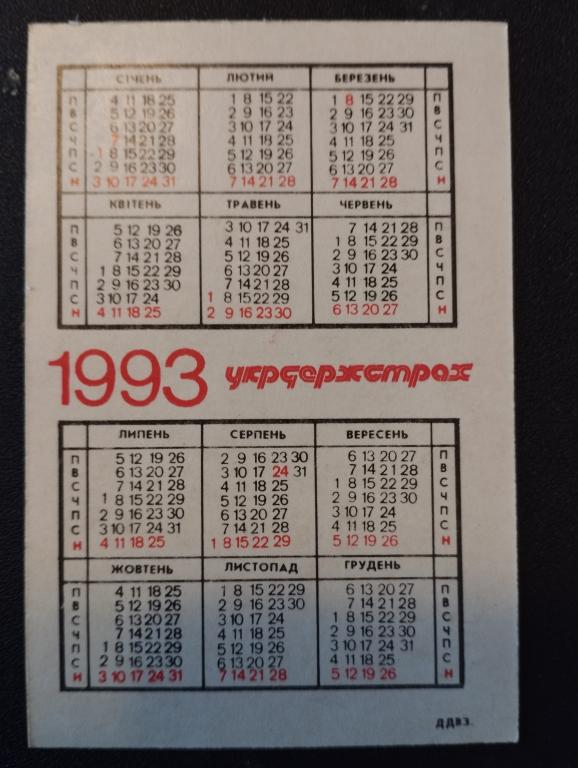 СІЧЕНЬ ЛЮТИЙ БЕРЕЗЕНЬ
П 4 11 18 25 1 8 15 22 1 8 15 22 29 П
В 5 12 19 26 2 9 16 23 2 9 16 23 30 В
С 6 13 20 27 3 10 17 24 3 10 17 24 31 С
Ч 7 14 21 28 4 11 18 25 4 11 18 25 Ч
П 1 8 15 22 29 5 12 19 26 5 12 19 26 П
С 2 9 16 23 30 6 13 20 27 6 13 20 27 С
Н 3 10 17 24 31 7 14 21 28 7 14 21 28 Н
КВІТЕНЬ ТРАВЕНЬ ЧЕРВЕНЬ
П 5 12 19 26 3 10 17 24 31 7 14 21 28 П
В 6 13 20 27 4 11 18 25 1 8 15 22 29 В
С 7 14 21 28 5 12 19 26 2 9 16 23 30 С
Ч 1 8 15 22 29 6 13 20 27 3 10 17 24 Ч
П 2 9 16 23 30 7 14 21 28 4 11 18 25 П
С 3 10 17 24 1 8 15 22 29 5 12 19 26 С
Н 4 11 18 25 2 9 16 23 30 6 13 20 27 Н
1993 укрдержстрах
ЛИПЕНЬ СЕРПЕНЬ ВЕРЕСЕНЬ
П 5 12 19 26 2 9 16 23 30 6 13 20 27 П
В 6 13 20 27 3 10 17 24 31 7 14 21 28 В
С 7 14 21 28 4 11 18 25 1 8 15 22 29 С
Ч 1 8 15 22 29 5 12 19 26 2 9 16 23 30 Ч
П 2 9 16 23 30 6 13 20 27 3 10 17 24 П
С 3 10 17 24 31 7 14 21 28 4 11 18 25 С
Н 4 11 18 25 1 8 15 22 29 5 12 19 26 Н
ЖОВТЕНЬ ЛИСТОПАД ГРУДЕНЬ
П 4 11 18 25 1 8 15 22 29 6 13 20 27 П
В 5 12 19 26 2 9 16 23 30 7 14 21 28 В
С 6 13 20 27 3 10 17 24 1 8 15 22 29 С
Ч 7 14 21 28 4 11 18 25 2 9 16 23 30 Ч
П 1 8 15 22 29 5 12 19 26 3 10 17 24 31 П
С 2 9 16 23 30 6 13 20 27 4 11 18 25 С
Н 3 10 17 24 31 7 14 21 28 5 12 19 26 Н
ДДВЗ.